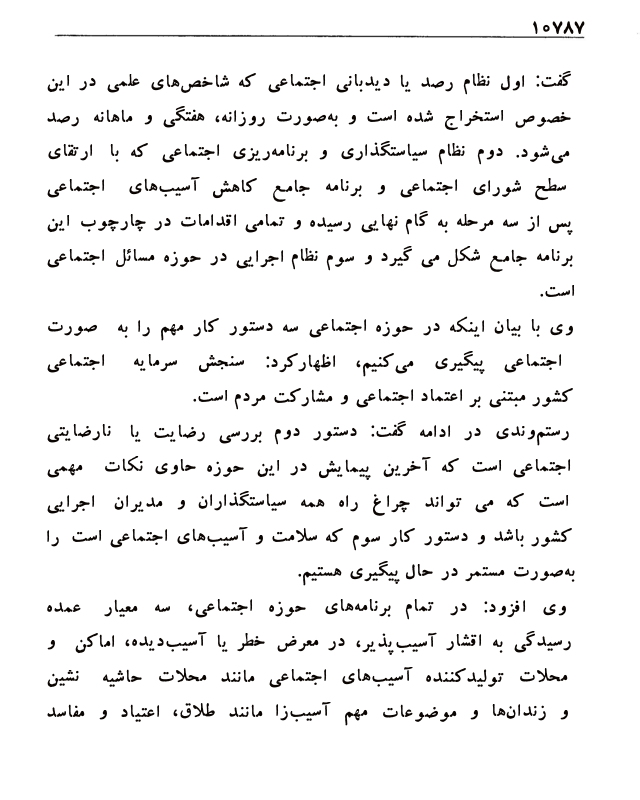 ۱۰۷۸۷
گفت: اول نظام رصد یا دیدبانی اجتماعی که شاخص‌های علمی در این
خصوص استخراج شده است و به‌صورت روزانه، هفتگی و ماهانه رصد
می‌شود. دوم نظام سیاستگذاری و برنامه‌ریزی اجتماعی که با ارتقای
سطح شورای اجتماعی و برنامه جامع کاهش آسیب‌های اجتماعی
پس از سه مرحله به گام نهایی رسیده و تمامی اقدامات در چارچوب این
برنامه جامع شکل می گیرد و سوم نظام اجرایی در حوزه مسائل اجتماعی
است.
وی با بیان اینکه در حوزه اجتماعی سه دستور کار مهم را به صورت
اجتماعی پیگیری می‌کنیم، اظهارکرد: سنجش سرمایه اجتماعی
کشور مبتنی بر اعتماد اجتماعی و مشارکت مردم است.
رستم‌وندی در ادامه گفت: دستور دوم بررسی رضایت یا نارضایتی
اجتماعی است که آخرین پیمایش در این حوزه حاوی نکات مهمی
است که می تواند چراغ راه همه سیاستگذاران و مدیران اجرایی
کشور باشد و دستور کار سوم که سلامت و آسیب‌های اجتماعی است را
به‌صورت مستمر در حال پیگیری هستیم.
وی افزود: در تمام برنامه‌های حوزه اجتماعی، سه معیار عمده
رسیدگی به اقشار آسیب‌پذیر، در معرض خطر یا آسیب‌دیده، اماکن و
محلات تولیدکننده آسیب‌های اجتماعی مانند محلات حاشیه نشین
و زندان‌ها و موضوعات مهم آسیب‌زا مانند طلاق، اعتیاد و مفاسد